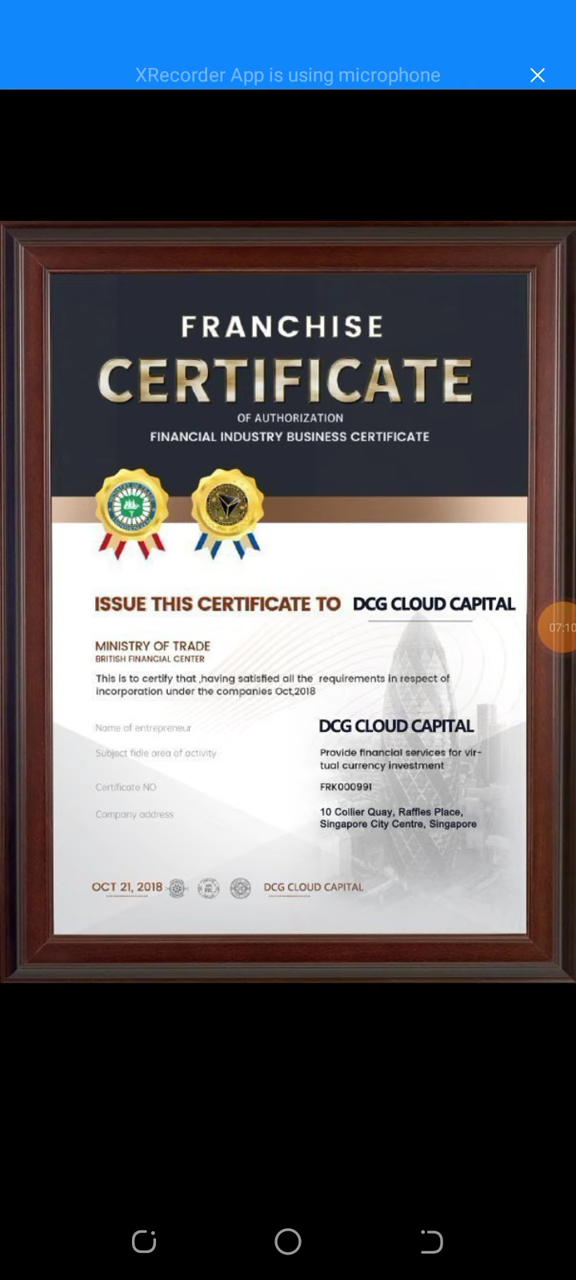 XRecorder App is using microphone
FRANCHISE
CERTIFICATE
OF AUTHORIZATION
FINANCIAL INDUSTRY BUSINESS CERTIFICATE
ISSUE THIS CERTIFICATE TO DCG CLOUD CAPITAL
MINISTRY OF TRADE
BRITISH FINANCIAL CENTER
This is to certify that ,having satisfied all the requirements in respect of
incorporation under the companies Oct,2018
Name of entrepreneur DCG CLOUD CAPITAL
Subject fidie area of activity Provide financial services for vir-
tual currency investment
Certificate NO FRK000991
Company address 10 Collier Quay, Raffles Place,
Singapore City Centre, Singapore
OCT 21, 2018 DCG CLOUD CAPITAL
07:10